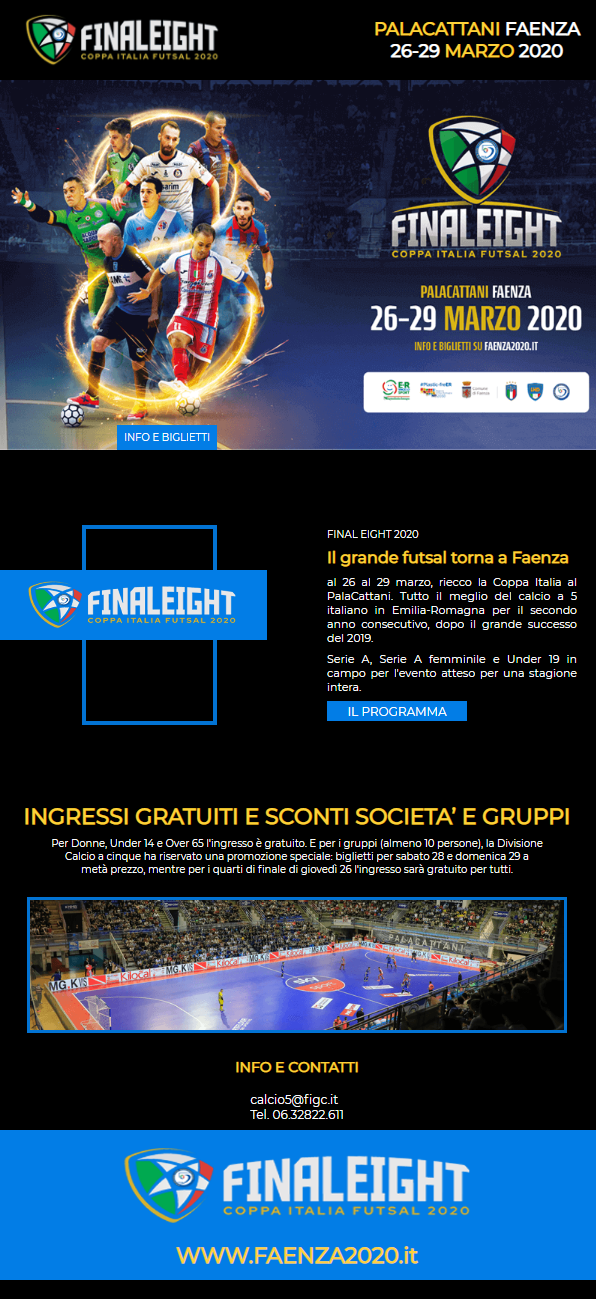 FINALEIGHT
COPPA ITALIA FUTSAL 2020
PALACATTANI FAENZA
26-29 MARZO 2020
FINALEIGHT
COPPA ITALIA FUTSAL 2020
PALACATTANI FAENZA
26-29 MARZO 2020
INFO E BIGLIETTI SU FAENZA2020.IT
INFO E BIGLIETTI
FINAL EIGHT 2020
Il grande futsal torna a Faenza
al 26 al 29 marzo, riecco la Coppa Italia al
PalaCattani. Tutto il meglio del calcio a 5
italiano in Emilia-Romagna per il secondo
anno consecutivo, dopo il grande successo
del 2019.
Serie A, Serie A femminile e Under 19 in
campo per l'evento atteso per una stagione
intera.
IL PROGRAMMA
FINALEIGHT
COPPA ITALIA FUTSAL 2020
INGRESSI GRATUITI E SCONTI SOCIETA’ E GRUPPI
Per Donne, Under 14 e Over 65 l’ingresso è gratuito. E per i gruppi (almeno 10 persone), la Divisione
Calcio a cinque ha riservato una promozione speciale: biglietti per sabato 28 e domenica 29 a
metà prezzo, mentre per i quarti di finale di giovedì 26 l’ingresso sarà gratuito per tutti.
PALACATTANI
Kilocal
MG.K VIS
sky
SPORT
INFO E CONTATTI
calcio5@figc.it
Tel. 06.32822.611
FINALEIGHT
COPPA ITALIA FUTSAL 2020
WWW.FAENZA2020.it